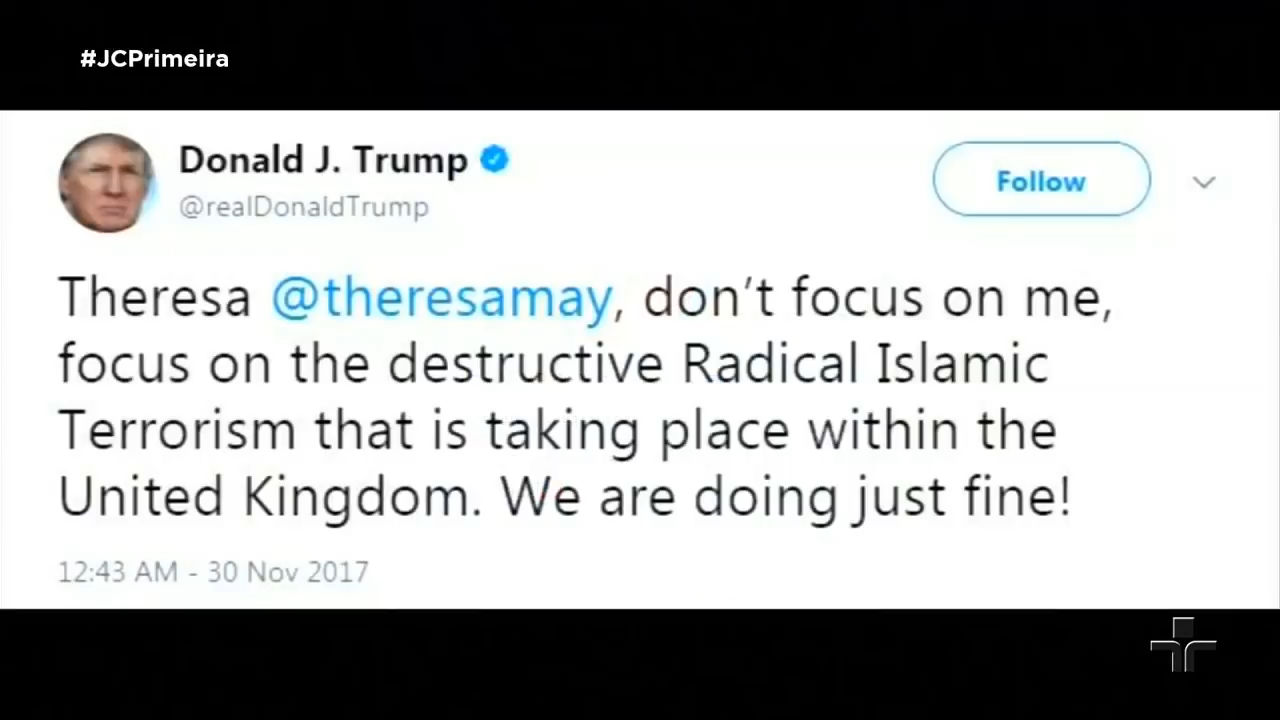 #JCPrimeira
Donald J. Trump
@realDonaldTrump
Follow
Theresa @theresamay, don't focus on me,
focus on the destructive Radical Islamic
Terrorism that is taking place within the
United Kingdom. We are doing just fine!
12:43 AM - 30 Nov 2017